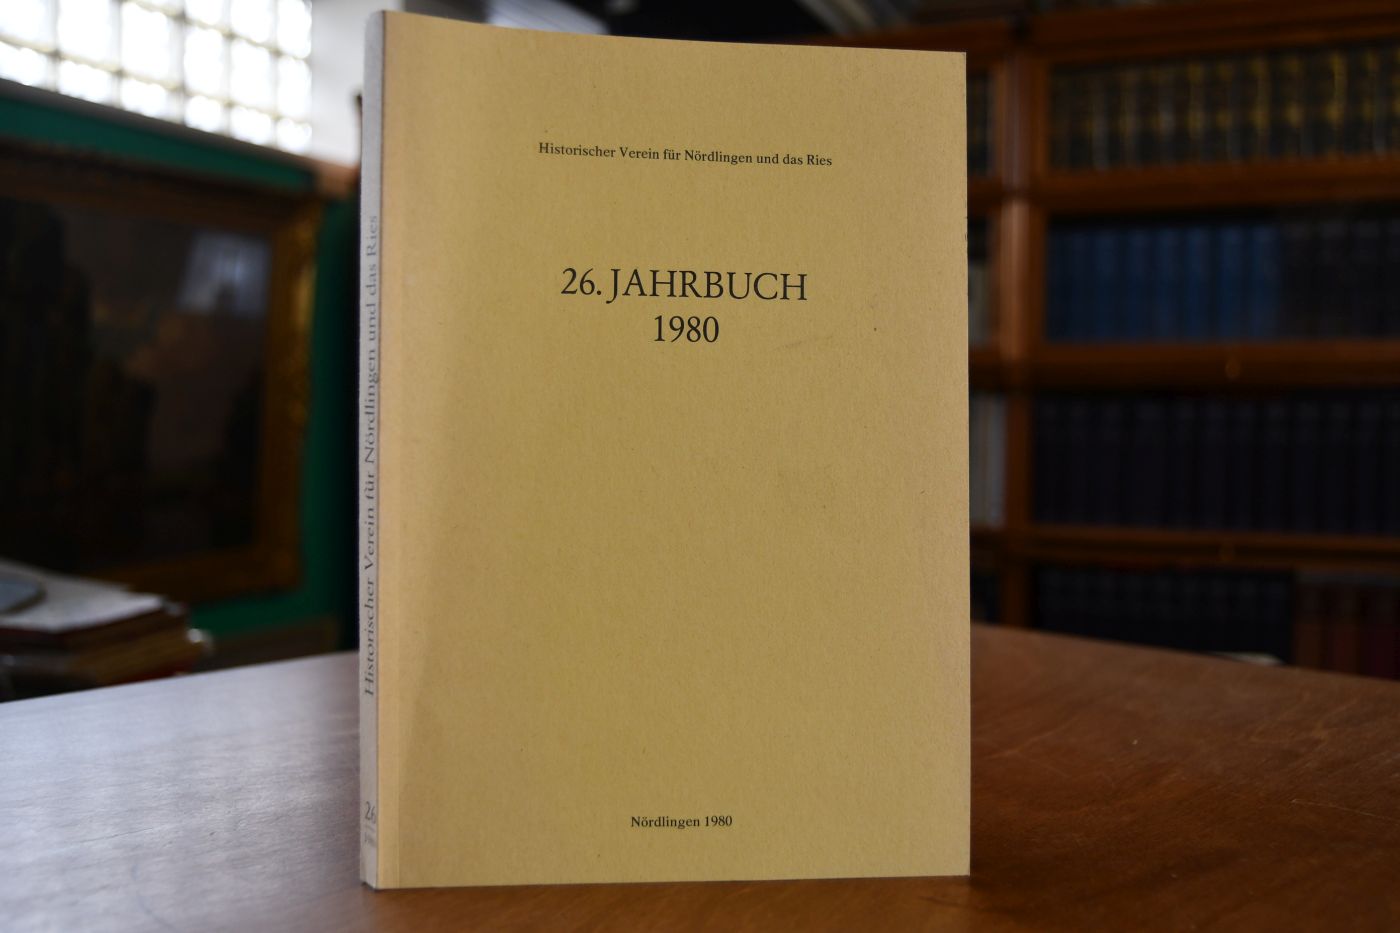 Historischer Verein für Nördlingen und das Ries
26. JAHRBUCH
1980
Nördlingen 1980
Historischer Verein für Nördlingen und das Ries
26